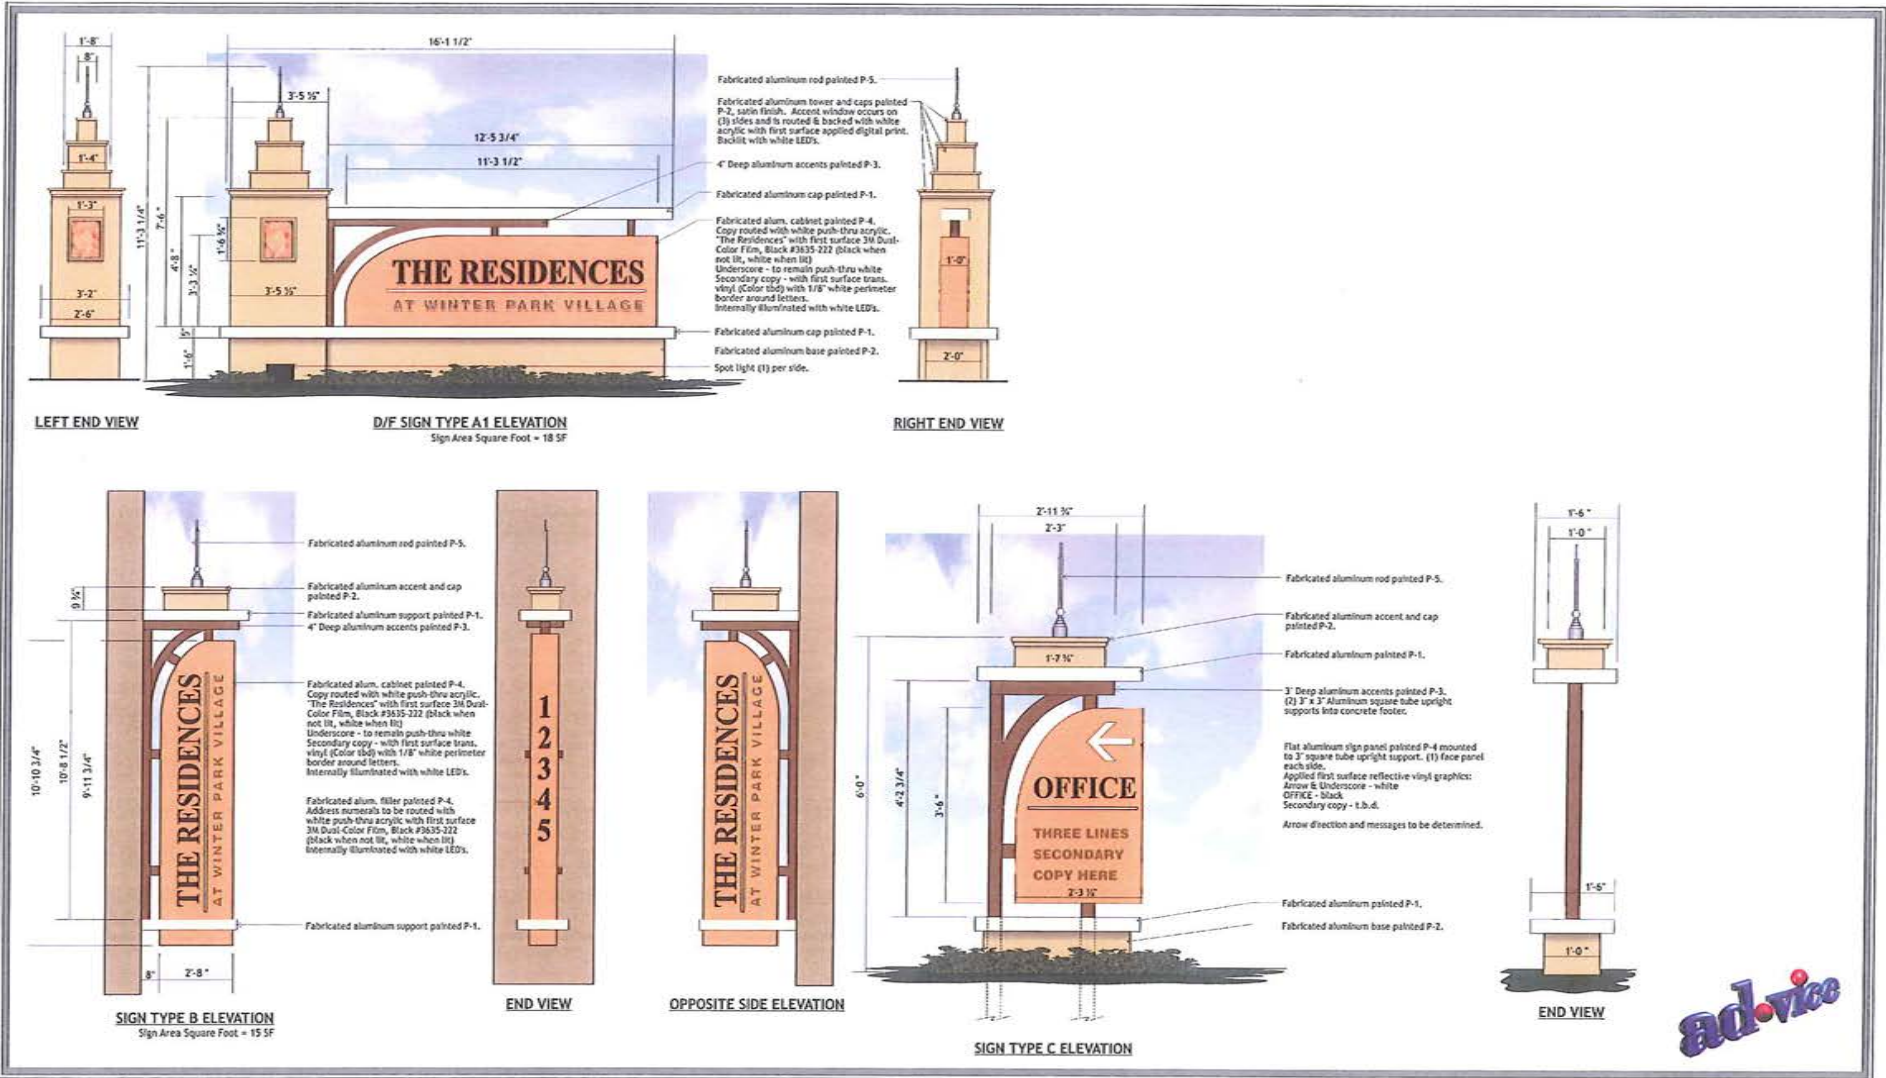 1'-8"
8"
1'-4"
1'-3"
3'-2"
2'-6"
LEFT END VIEW
16'-1 1/2"
3'-5 ½"
12'-5 3/4"
11'-3 1/2"
11'-3 1/4"
7'-6"
4'-8"
3'-3 ½"
3'-5 ½"
5"
1'-6"
THE RESIDENCES
AT WINTER PARK VILLAGE
D/F SIGN TYPE A1 ELEVATION
Sign Area Square Foot = 18 SF
Fabricated aluminum rod painted P-5.
Fabricated aluminum tower and caps painted
P-2, satin finish. Accent window occurs on
(3) sides and is routed & backed with white
acrylic with first surface applied digital print.
Backlit with white LED's.
4" Deep aluminum accents painted P-3.
Fabricated aluminum cap painted P-1.
Fabricated alum. cabinet painted P-4.
Copy routed with white push-thru acrylic.
"The Residences" with first surface 3M Dual-
Color Film, Black #3635-222 (black when
not lit, white when lit)
Underscore - to remain push-thru white
Secondary copy - with first surface trans.
vinyl (Color tbd) with 1/8" white perimeter
border around letters.
Internally illuminated with white LED's.
Fabricated aluminum cap painted P-1.
Fabricated aluminum base painted P-2.
Spot light (1) per side.
1'-0"
2'-0"
RIGHT END VIEW
9 ¾"
10'-10 3/4"
10'-8 1/2"
9'-11 3/4"
THE RESIDENCES
AT WINTER PARK VILLAGE
8"
2'-8"
SIGN TYPE B ELEVATION
Sign Area Square Foot = 15 SF
Fabricated aluminum rod painted P-5.
Fabricated aluminum accent and cap
painted P-2.
Fabricated aluminum support painted P-1.
4" Deep aluminum accents painted P-3.
Fabricated alum. cabinet painted P-4.
Copy routed with white push-thru acrylic.
"The Residences" with first surface 3M Dual-
Color Film, Black #3635-222 (black when
not lit, white when lit)
Underscore - to remain push-thru white
Secondary copy - with first surface trans.
vinyl (Color tbd) with 1/8" white perimeter
border around letters.
Internally illuminated with white LED's.
Fabricated alum. filler painted P-4.
Address numerals to be routed with
white push-thru acrylic with first surface
3M Dual-Color Film, Black #3635-222
(black when not lit, white when lit)
Internally illuminated with white LED's.
Fabricated aluminum support painted P-1.
1
2
3
4
5
END VIEW
THE RESIDENCES
AT WINTER PARK VILLAGE
OPPOSITE SIDE ELEVATION
2'-11 ¾"
2'-3"
1'-7 ¾"
6'-0"
4'-2 3/4"
3'-6"
OFFICE
THREE LINES
SECONDARY
COPY HERE
2'-3 ½"
SIGN TYPE C ELEVATION
Fabricated aluminum rod painted P-5.
Fabricated aluminum accent and cap
painted P-2.
Fabricated aluminum painted P-1.
3" Deep aluminum accents painted P-3.
(2) 3" x 3" Aluminum square tube upright
supports into concrete footer.
Flat aluminum sign panel painted P-4 mounted
to 3" square tube upright support. (1) face panel
each side.
Applied first surface reflective vinyl graphics:
Arrow & Underscore - white
OFFICE - black
Secondary copy - t.b.d.
Arrow direction and messages to be determined.
Fabricated aluminum painted P-1.
Fabricated aluminum base painted P-2.
1'-6"
1'-0"
1'-6"
1'-0"
END VIEW
ad•vice